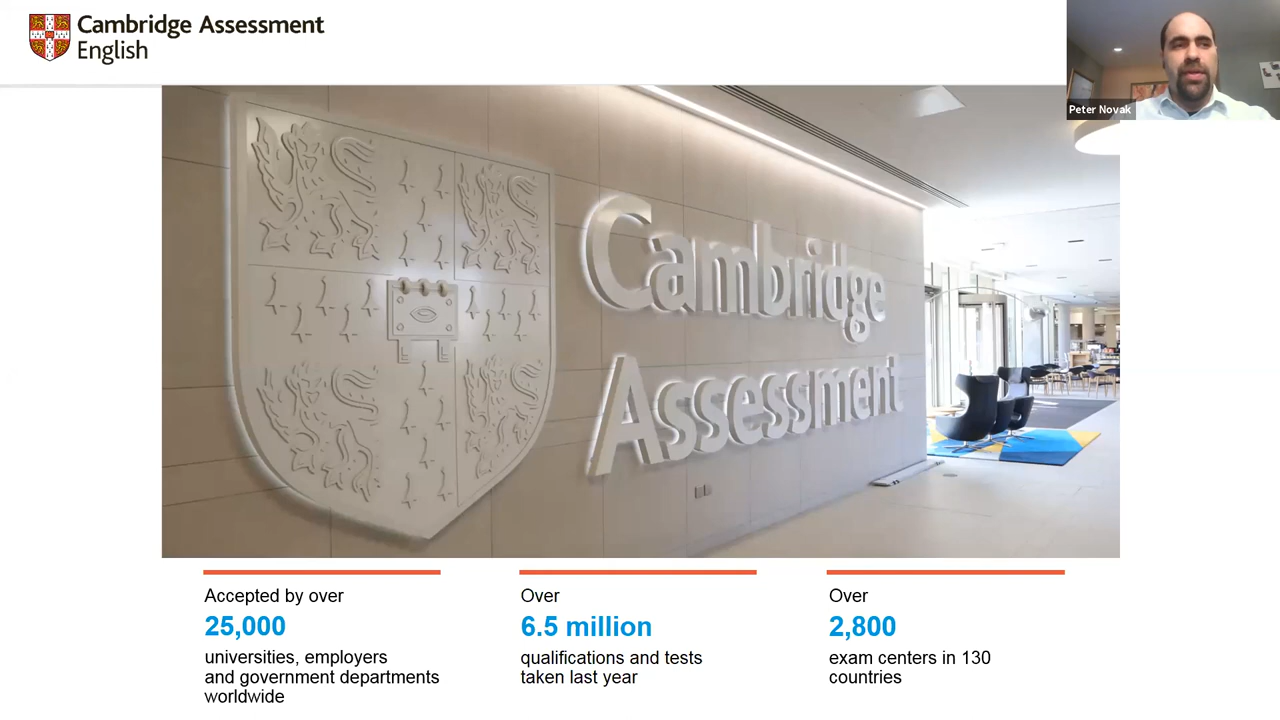 Cambridge Assessment
English
Peter Novak
Cambridge
Assessment
Accepted by over
25,000
universities, employers
and government departments
worldwide
Over
6.5 million
qualifications and tests
taken last year
Over
2,800
exam centers in 130
countries